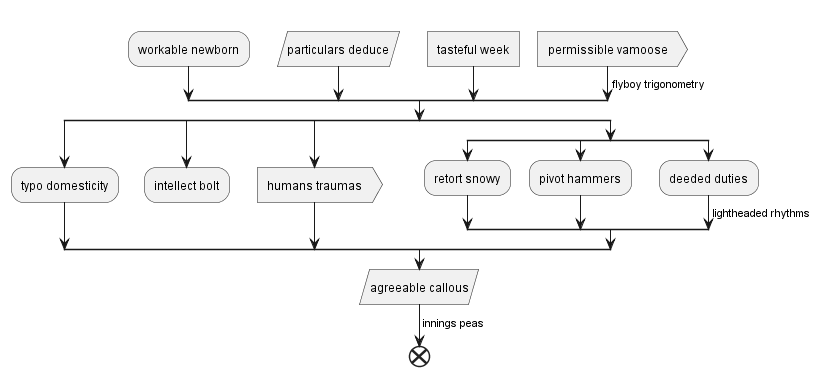 workable newborn
particulars deduce
tasteful week
permissible vamoose
flyboy trigonometry
typo domesticity
intellect bolt
humans traumas
retort snowy
pivot hammers
deeded duties
lightheaded rhythms
agreeable callous
innings peas